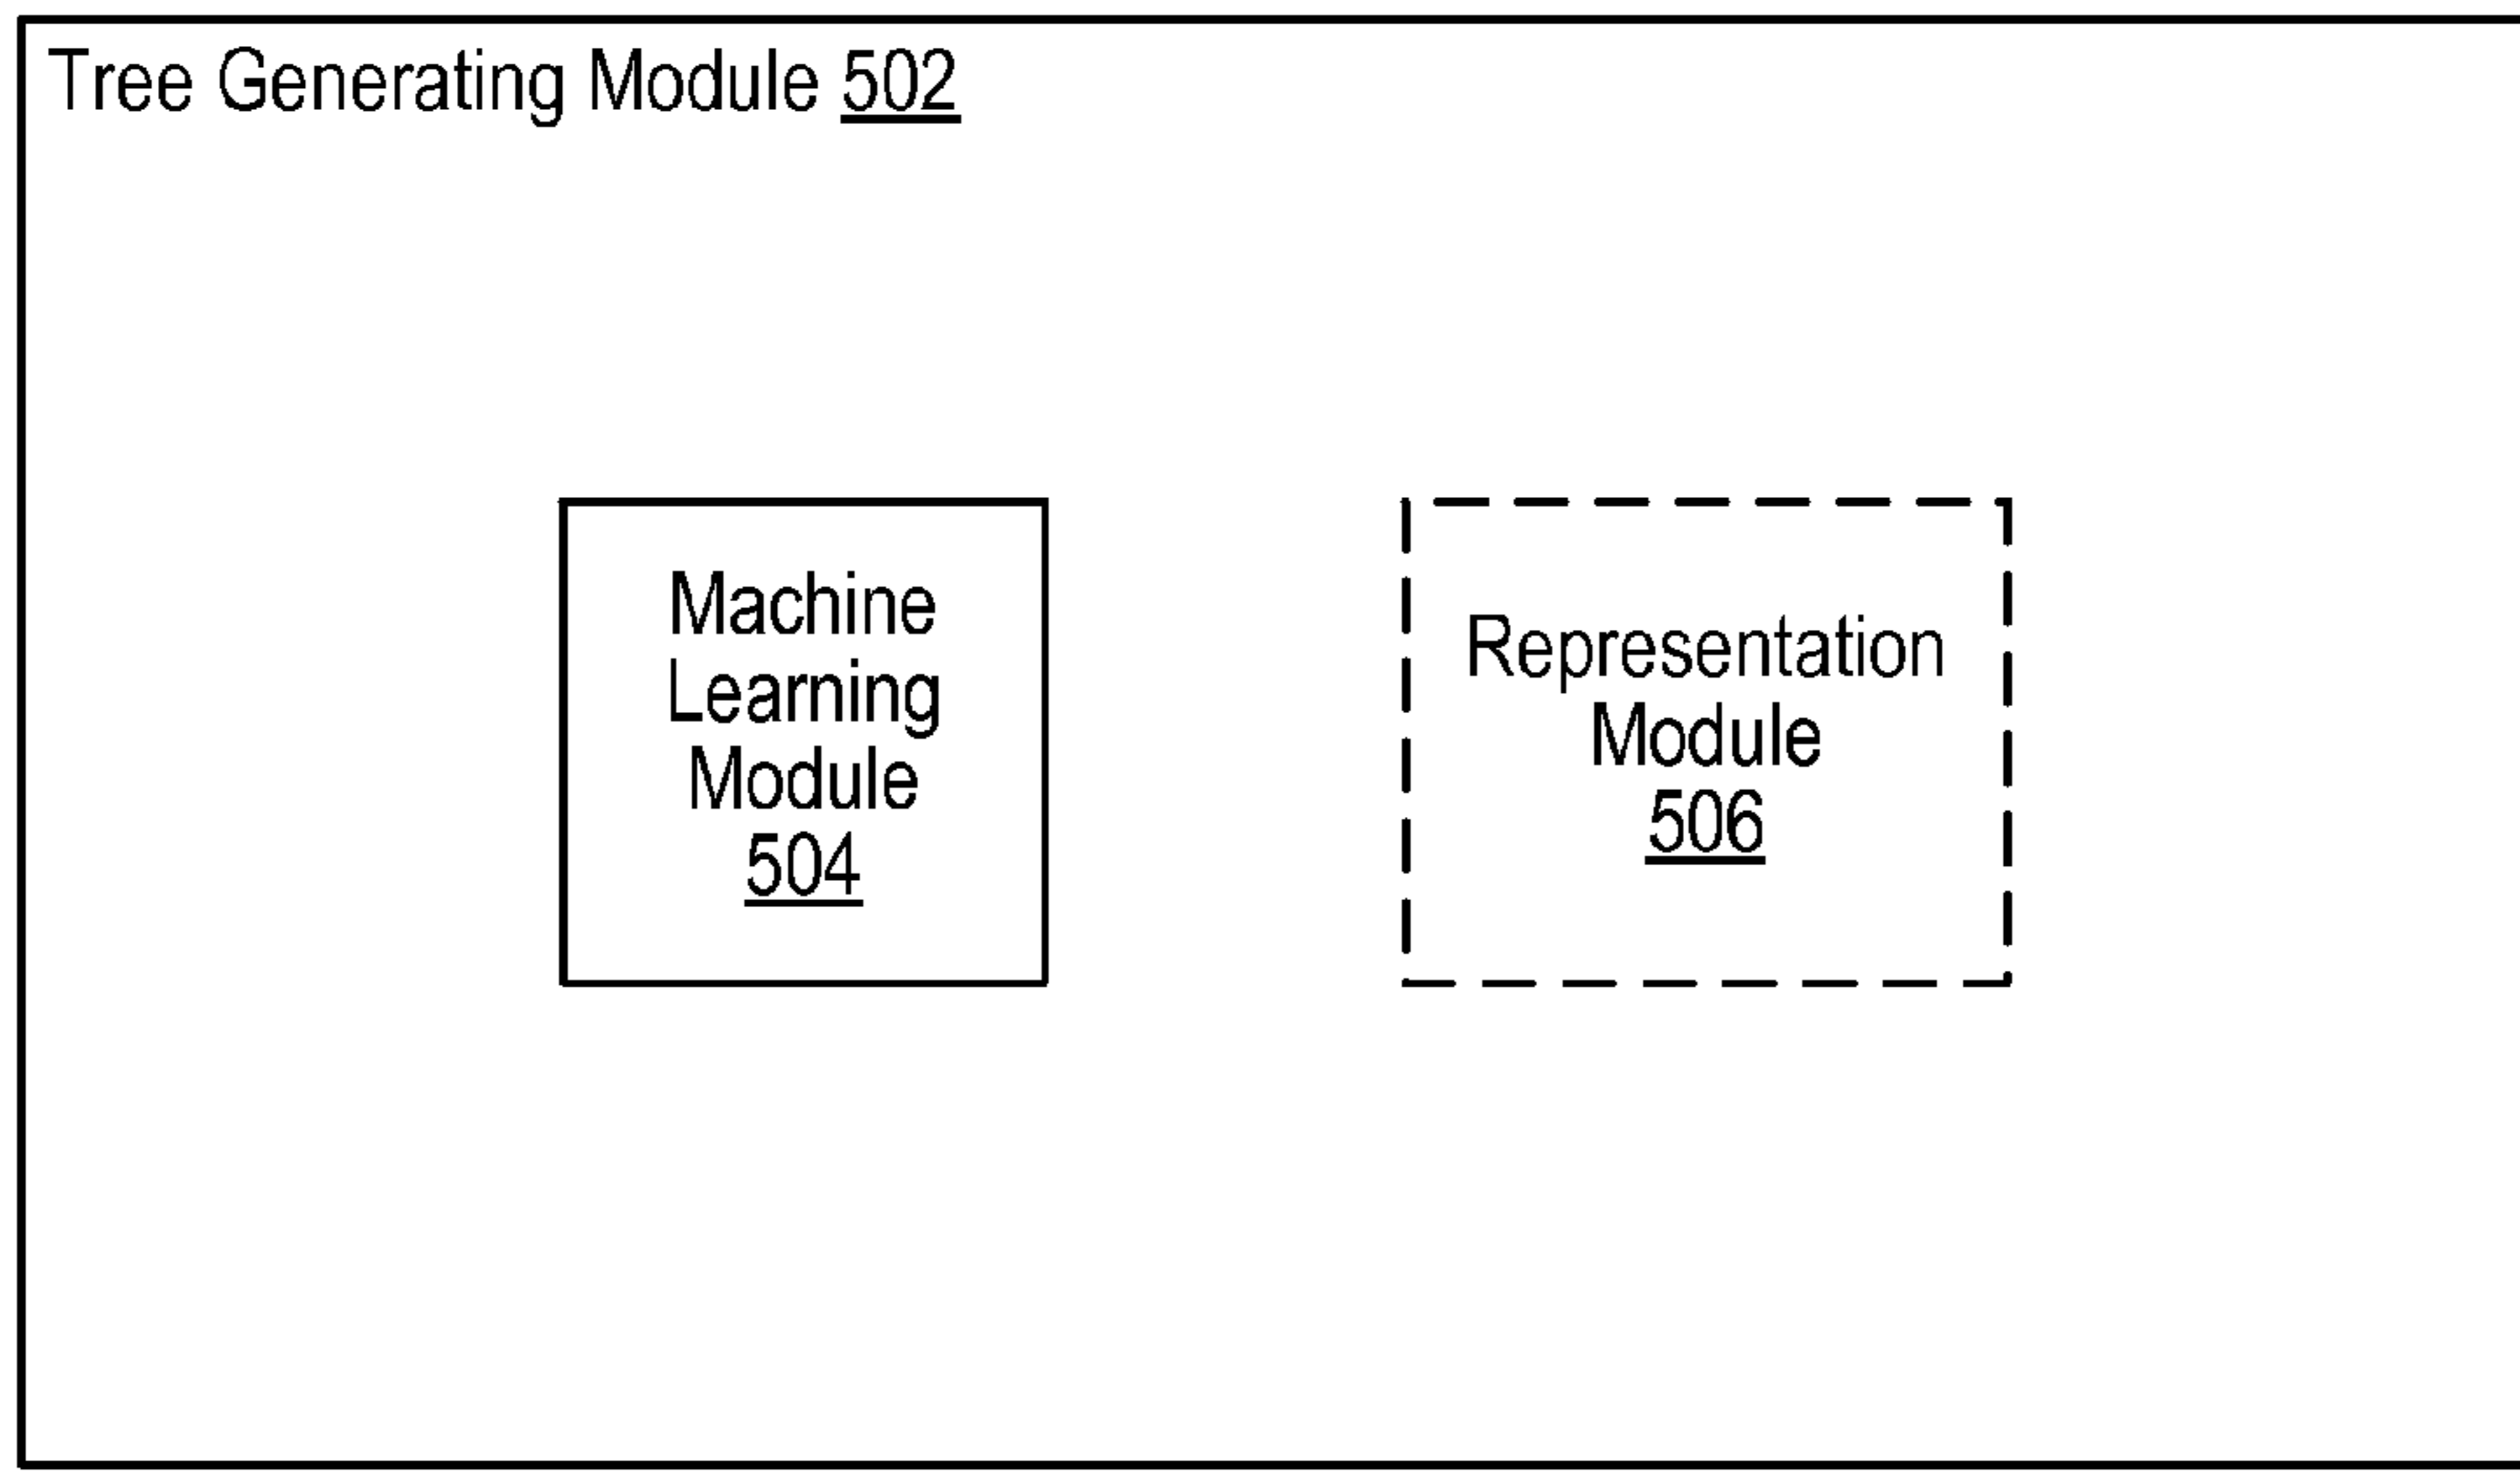 Tree Generating Module 502
Machine
Learning
Module
504
Representation
Module
506